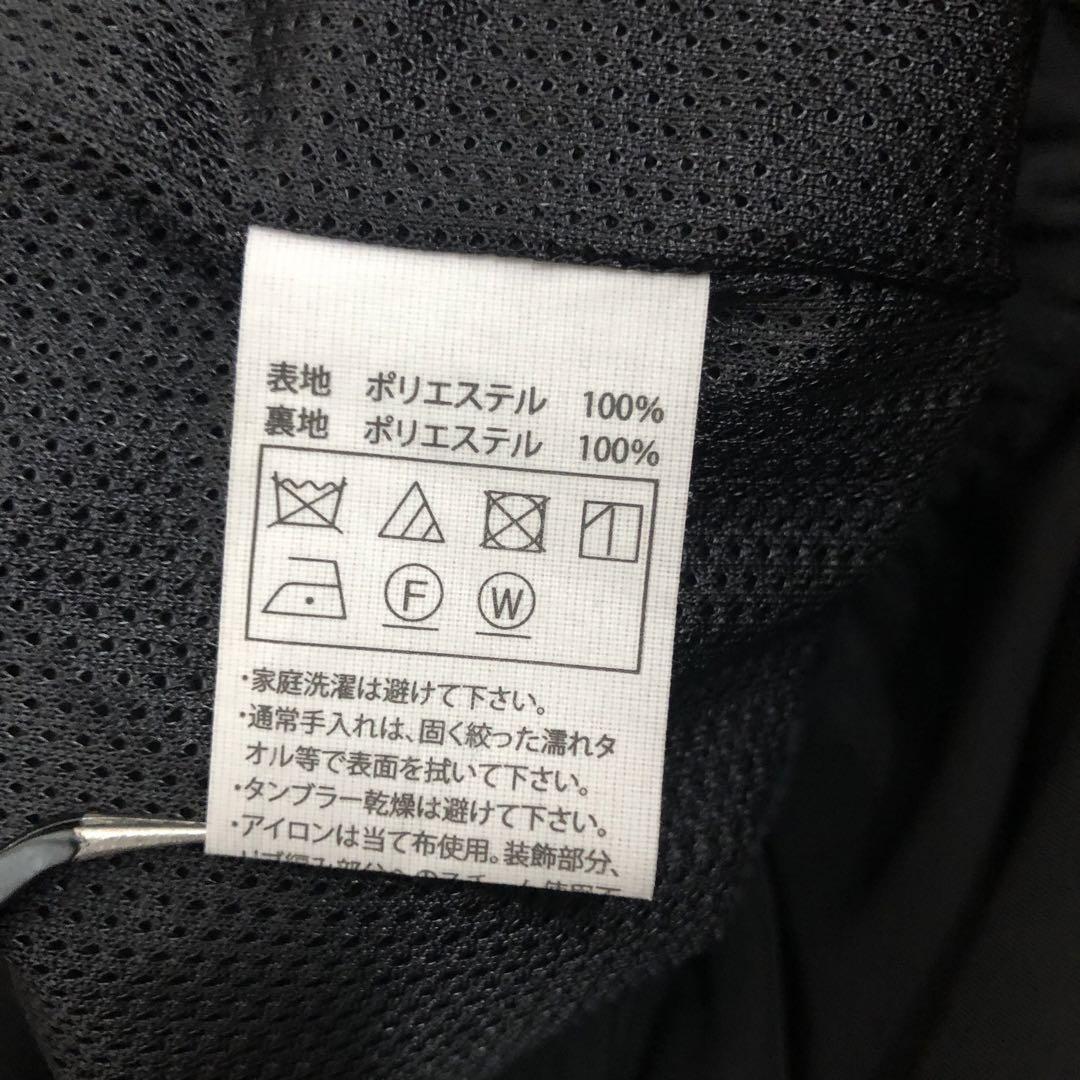 表地 ポリエステル 100%
裏地 ポリエステル 100%
F W
・家庭洗濯は避けて下さい。
・通常手入れは、固く絞った濡れタ
オル等で表面を拭いて下さい。
・タンブラー乾燥は避けて下さい。
・アイロンは当て布使用。装飾部分、